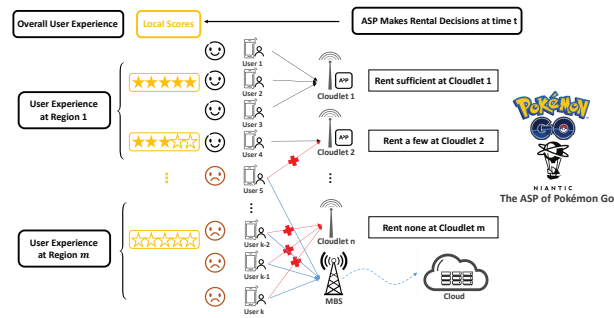 Overall User Experience
Local Scores
ASP Makes Rental Decisions at time t
User 1
User 2
Cloudlet 1
APP
Rent sufficient at Cloudlet 1
User Experience
at Region 1
User 3
User 4
Cloudlet 2
APP
Rent a few at Cloudlet 2
User 5
...
POKÉMON
GO
NIANTIC
The ASP of Pokémon Go
User Experience
at Region m
User k-2
Cloudlet n
Rent none at Cloudlet m
User k-1
User k
MBS
Cloud